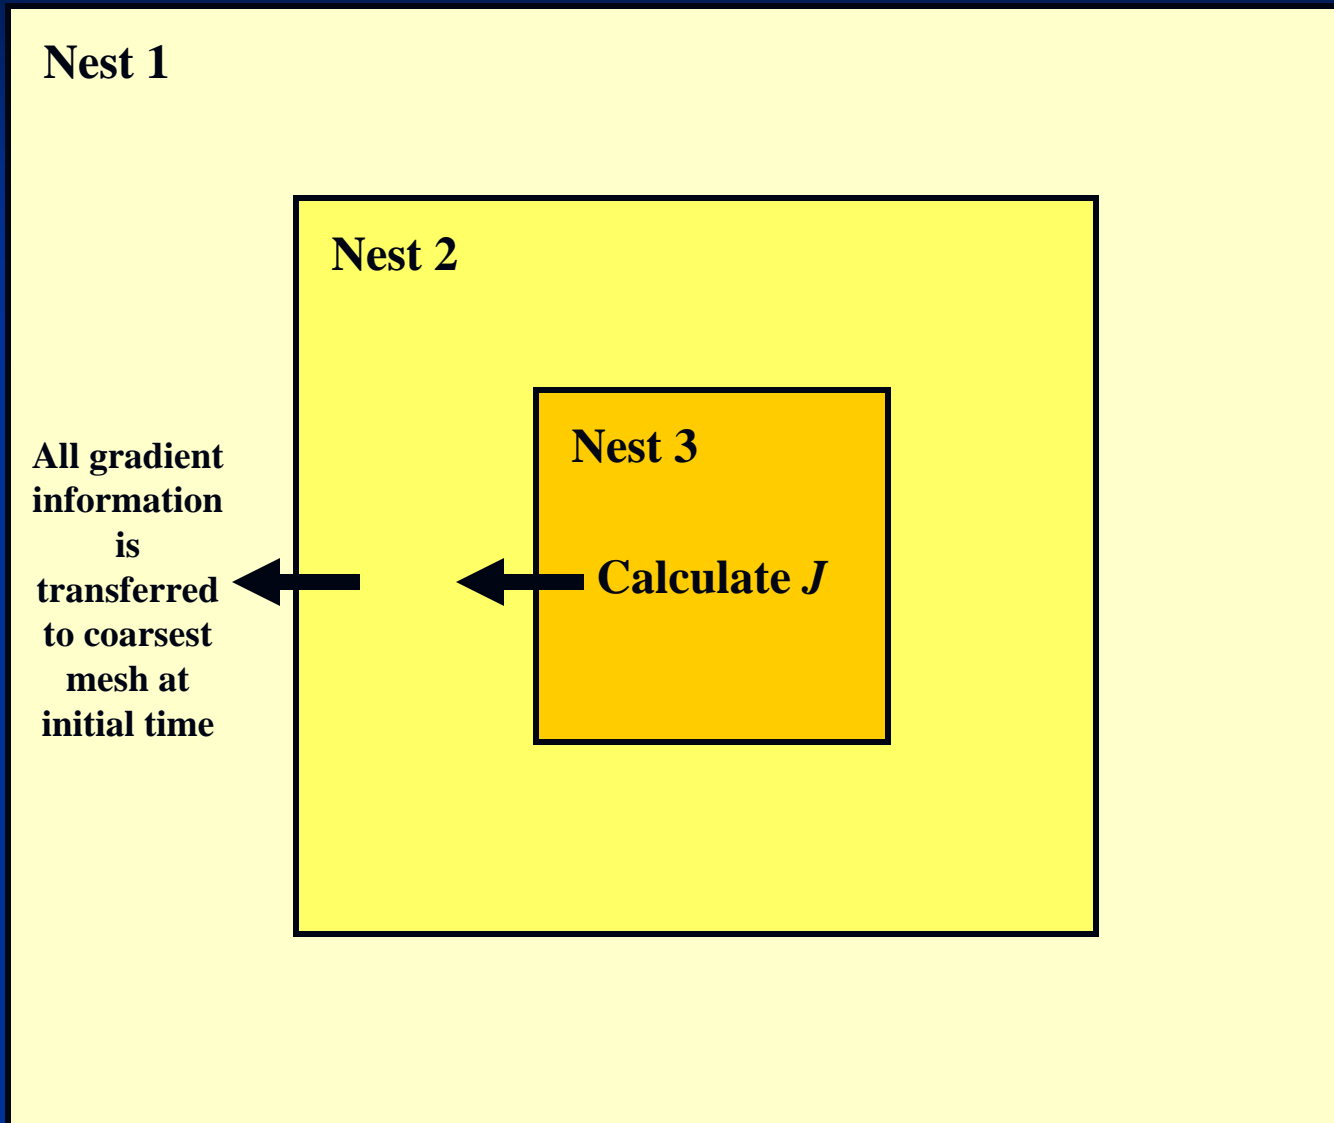 Nest 1
Nest 2
Nest 3
All gradient
information
is
transferred
to coarsest
mesh at
initial time
Calculate J